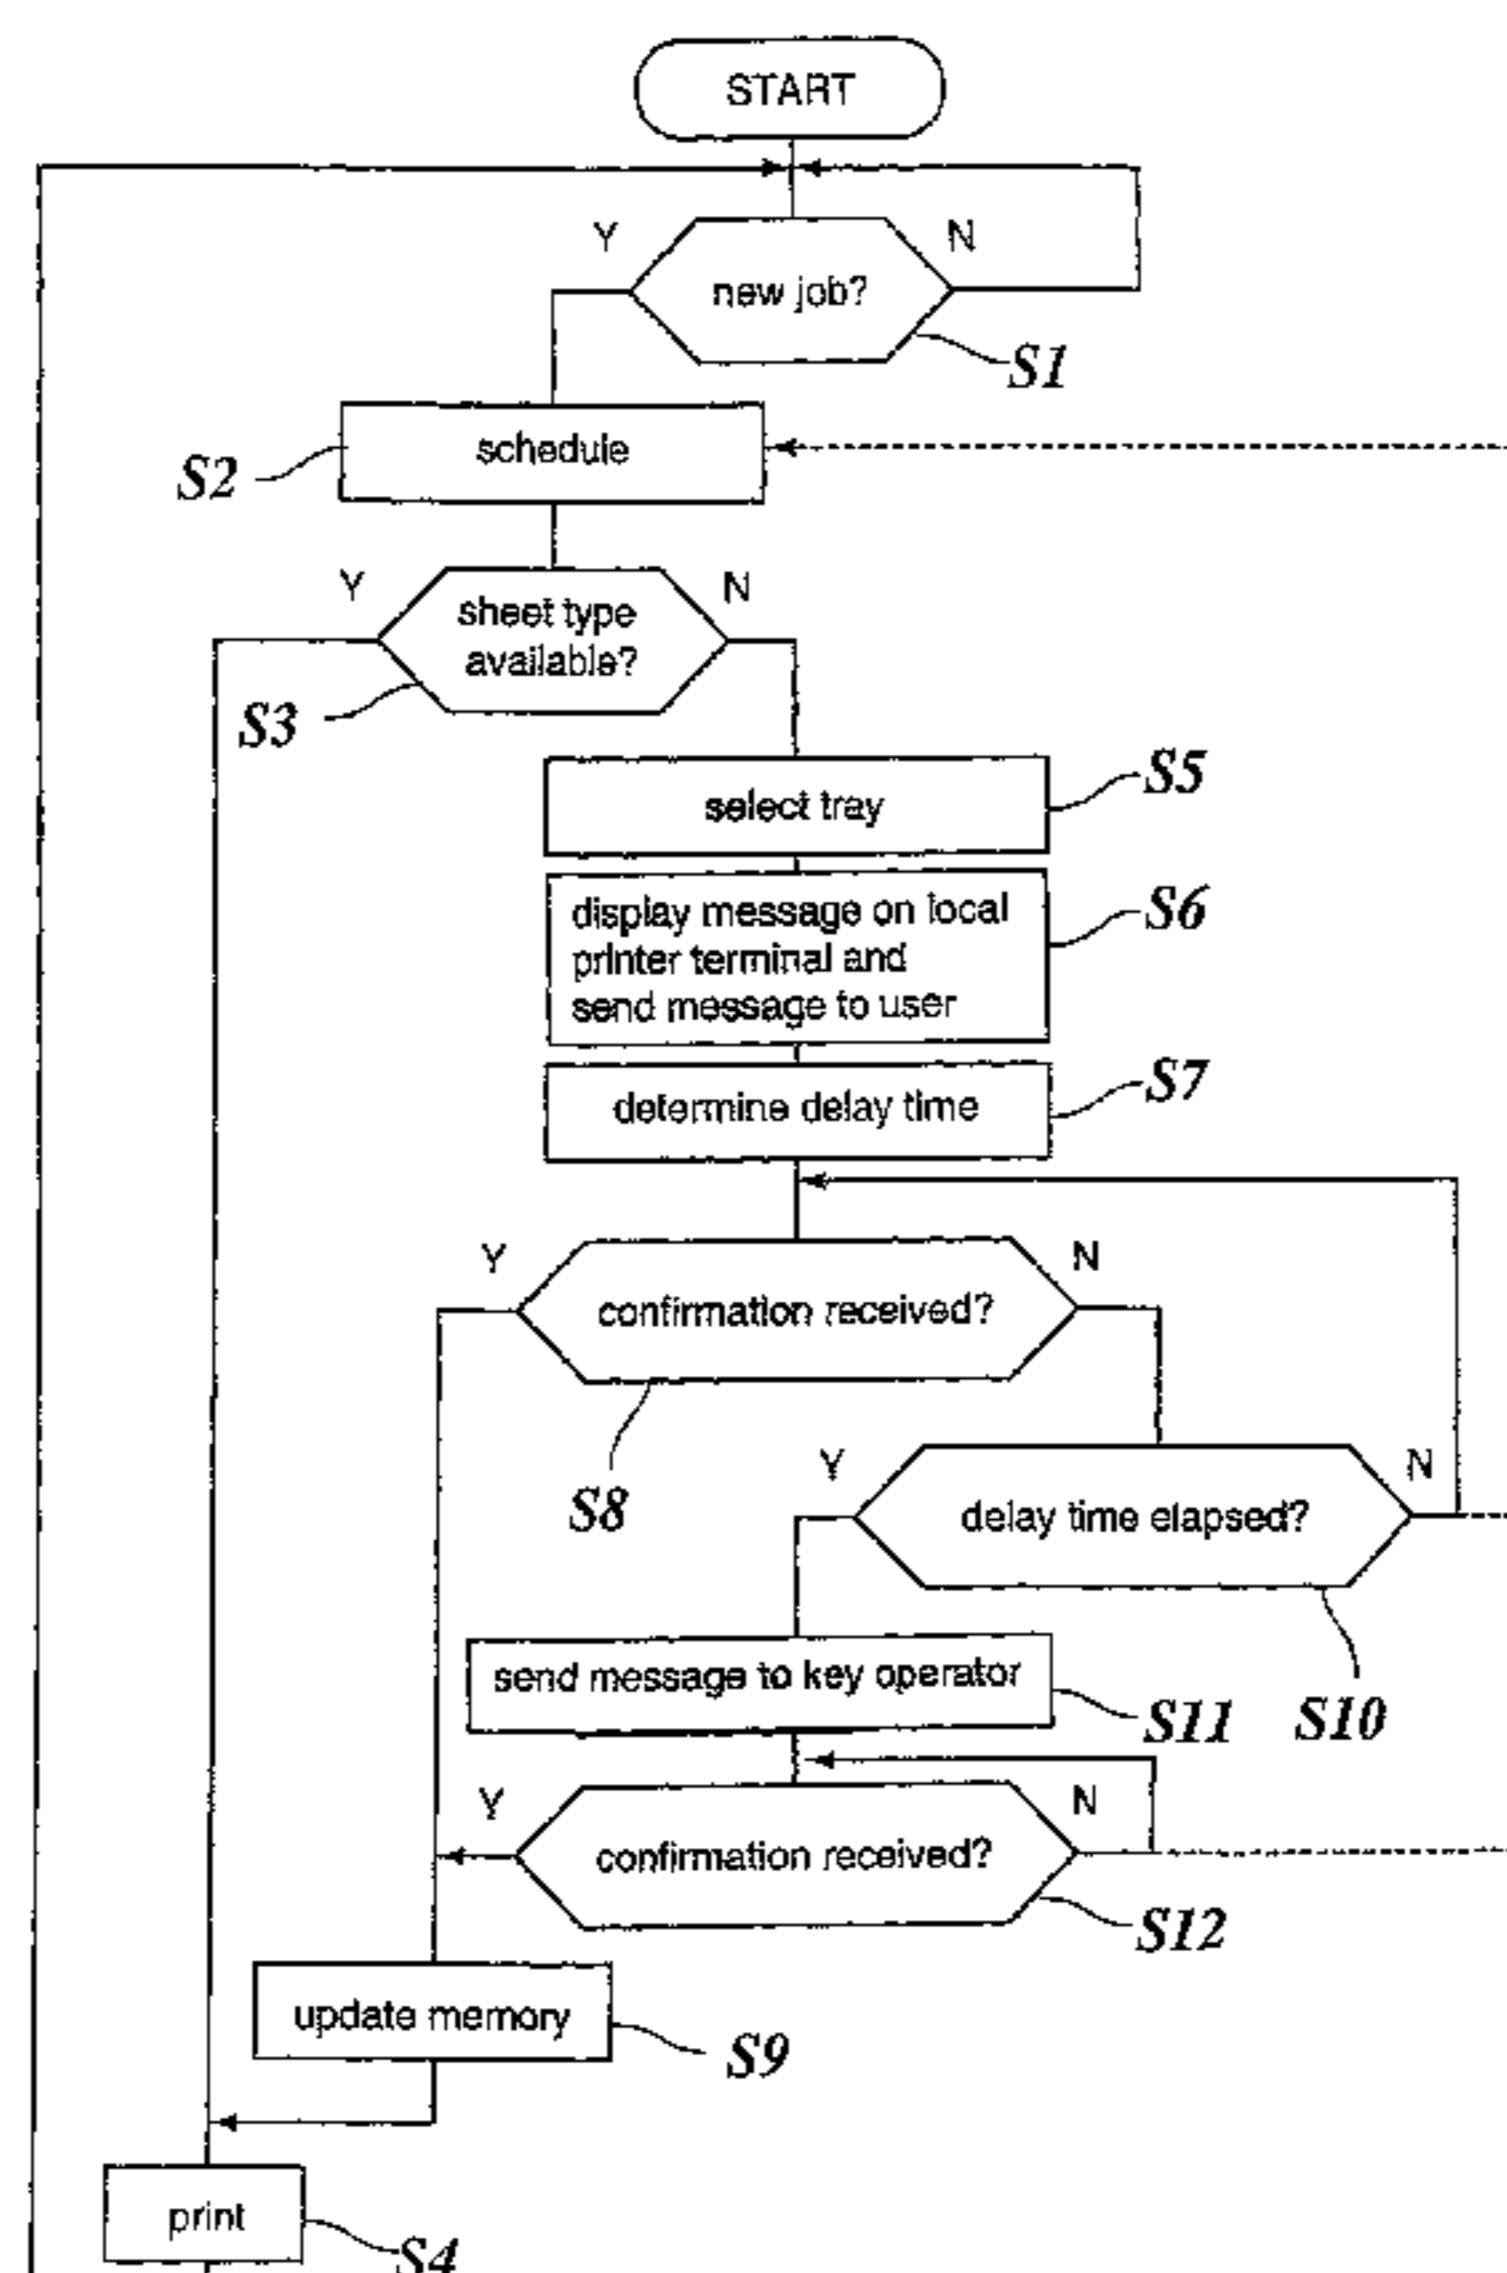 START
Y
N
new job?
S1
schedule
S2
Y
N
sheet type
available?
S3
select tray
S5
display message on local
printer terminal and
send message to user
S6
determine delay time
S7
Y
N
confirmation received?
S8
Y
N
delay time elapsed?
S10
send message to key operator
S11
Y
N
confirmation received?
S12
update memory
S9
print
S4